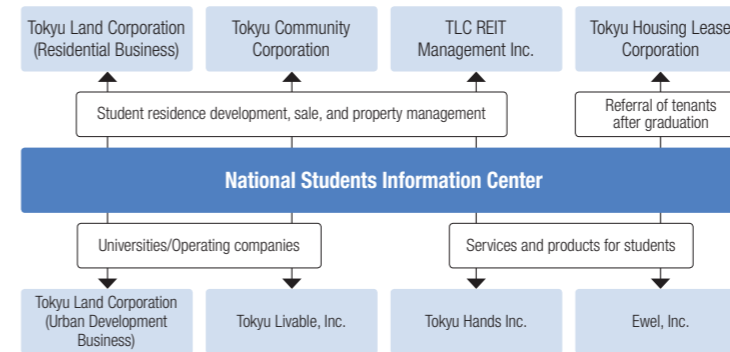 Tokyu Land Corporation
(Residential Business)
Tokyu Community
Corporation
TLC REIT
Management Inc.
Tokyu Housing Lease
Corporation
Student residence development, sale, and property management
Referral of tenants
after graduation
National Students Information Center
Universities/Operating companies
Services and products for students
Tokyu Land Corporation
(Urban Development
Business)
Tokyu Livable, Inc.
Tokyu Hands Inc.
Ewel, Inc.